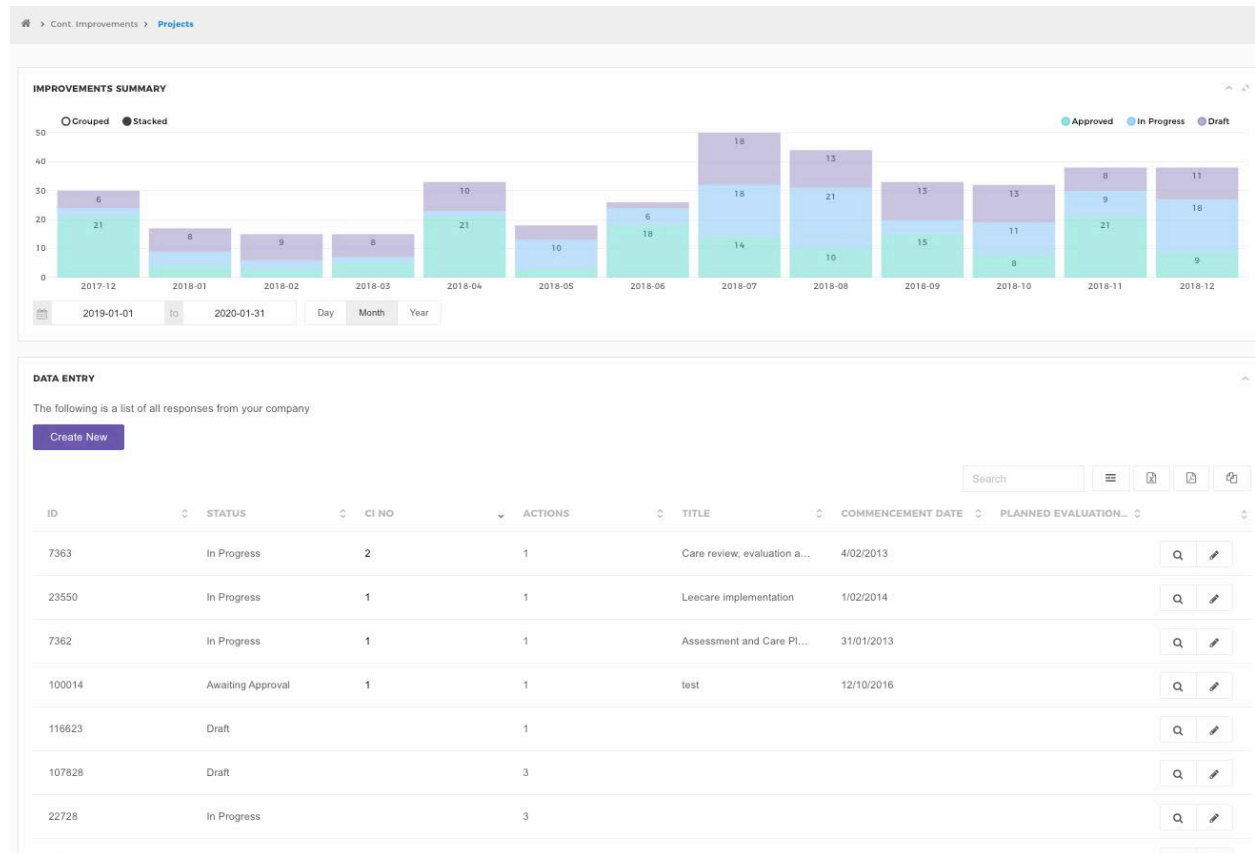 Cont. Improvements > Projects
IMPROVEMENTS SUMMARY
Grouped Stacked Approved In Progress Draft
50
40
30
20
10
0
6
21
8
9
8
10
21
10
6
18
18
18
14
13
21
10
13
15
13
11
8
8
9
21
11
18
9
2017-12 2018-01 2018-02 2018-03 2018-04 2018-05 2018-06 2018-07 2018-08 2018-09 2018-10 2018-11 2018-12
2019-01-01 to 2020-01-31 Day Month Year
DATA ENTRY
The following is a list of all responses from your company
Create New
Search
ID STATUS CI NO ACTIONS TITLE COMMENCEMENT DATE PLANNED EVALUATION...
7363 In Progress 2 1 Care review, evaluation a... 4/02/2013
23550 In Progress 1 1 Leecare implementation 1/02/2014
7362 In Progress 1 1 Assessment and Care Pl... 31/01/2013
100014 Awaiting Approval 1 1 test 12/10/2016
116623 Draft 1
107828 Draft 3
22728 In Progress 3